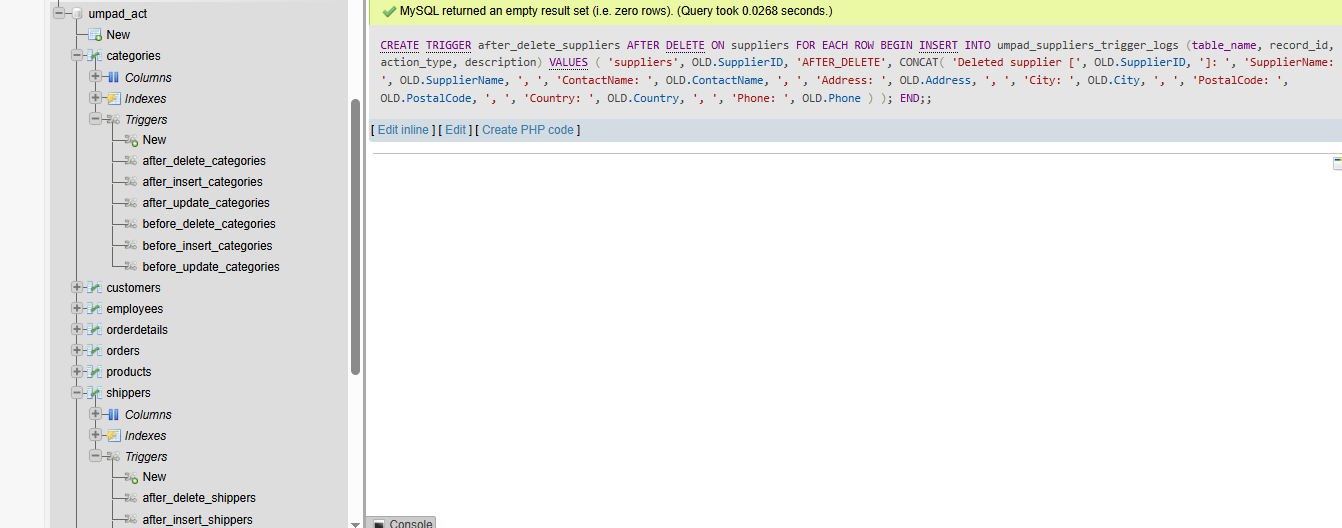 umpad_act
New
categories
Columns
Indexes
Triggers
New
after_delete_categories
after_insert_categories
after_update_categories
before_delete_categories
before_insert_categories
before_update_categories
customers
employees
orderdetails
orders
products
shippers
Columns
Indexes
Triggers
New
after_delete_shippers
after_insert_shippers
MySQL returned an empty result set (i.e. zero rows). (Query took 0.0268 seconds.)
CREATE TRIGGER after_delete_suppliers AFTER DELETE ON suppliers FOR EACH ROW BEGIN INSERT INTO umpad_suppliers_trigger_logs (table_name, record_id,
action_type, description) VALUES ( 'suppliers', OLD.SupplierID, 'AFTER_DELETE', CONCAT( 'Deleted supplier [', OLD.SupplierID, ']: ', 'SupplierName:
', OLD.SupplierName, ', ', 'ContactName: ', OLD.ContactName, ', ', 'Address: ', OLD.Address, ', ', 'City: ', OLD.City, ', ', 'PostalCode: ',
OLD.PostalCode, ', ', 'Country: ', OLD.Country, ', ', 'Phone: ', OLD.Phone ) ); END;;
[ Edit inline ] [ Edit ] [ Create PHP code ]
Console